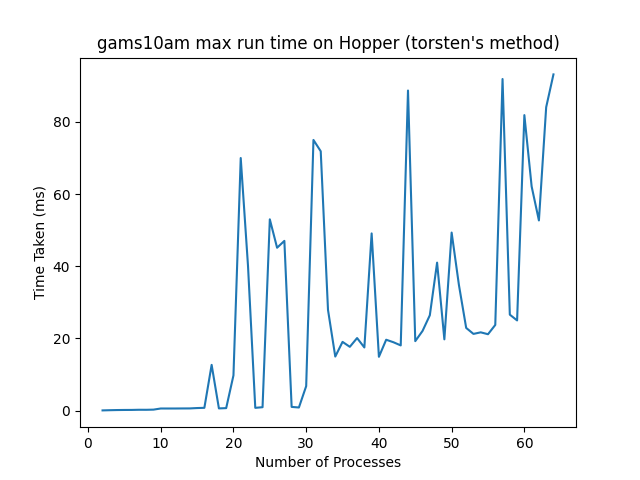 gams10am max run time on Hopper (torsten's method)
80
60
40
20
0
Time Taken (ms)
0 10 20 30 40 50 60
Number of Processes